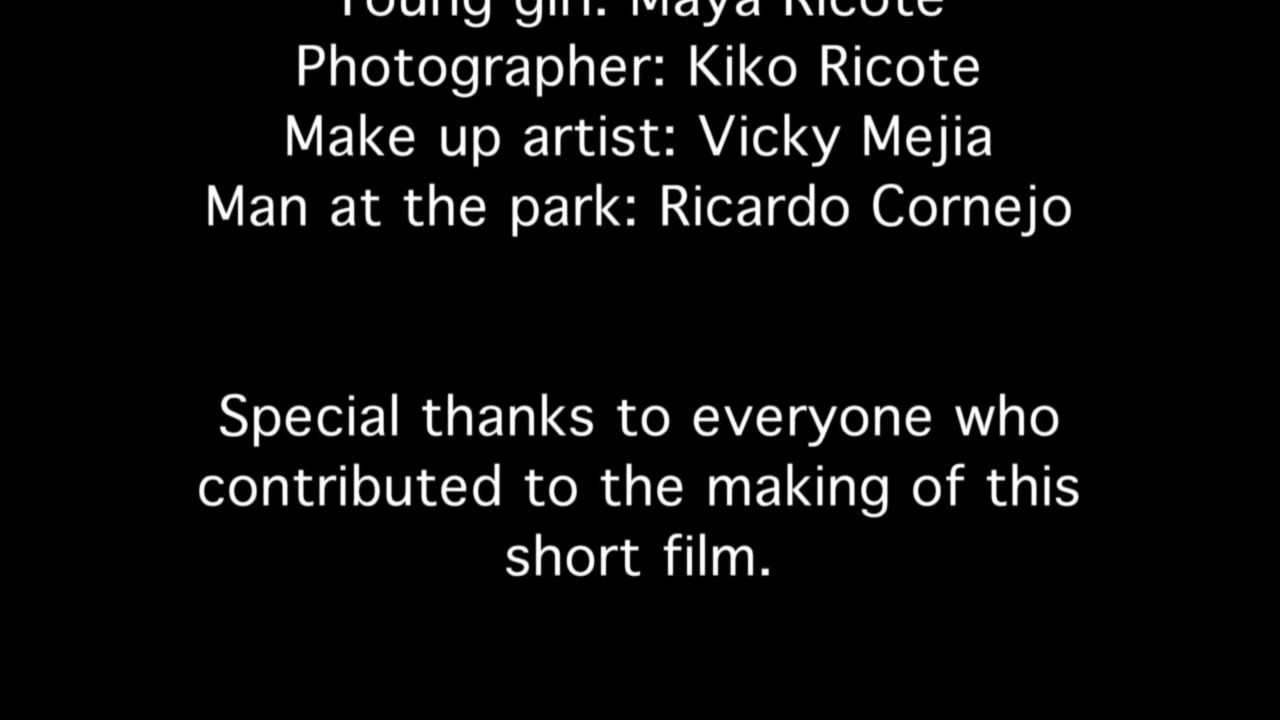 Young girl: Maya Ricote
Photographer: Kiko Ricote
Make up artist: Vicky Mejia
Man at the park: Ricardo Cornejo
Special thanks to everyone who
contributed to the making of this
short film.